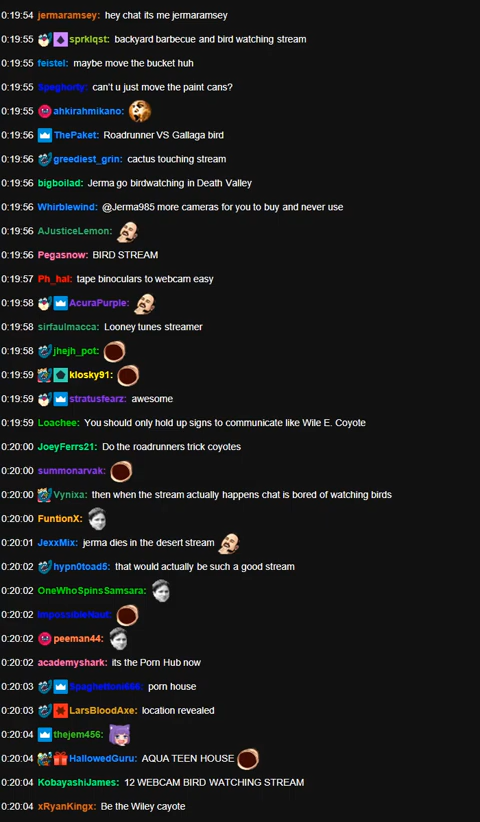 0:19:54 jermaramsey: hey chat its me jermaramsey
0:19:55 sprklqst: backyard barbecue and bird watching stream
0:19:55 feistel: maybe move the bucket huh
0:19:55 Speghorty: can't u just move the paint cans?
0:19:55 ahkirahmikano:
0:19:56 ThePaket: Roadrunner VS Gallaga bird
0:19:56 greediest_grin: cactus touching stream
0:19:56 bigboilad: Jerma go birdwatching in Death Valley
0:19:56 Whirblewind: @Jerma985 more cameras for you to buy and never use
0:19:56 AJusticeLemon:
0:19:56 Pegasnow: BIRD STREAM
0:19:57 Ph_hal: tape binoculars to webcam easy
0:19:58 AcuraPurple:
0:19:58 sirfaulmacca: Looney tunes streamer
0:19:58 jhejh_pot:
0:19:59 klosky91:
0:19:59 stratusfearz: awesome
0:19:59 Loachee: You should only hold up signs to communicate like Wile E. Coyote
0:20:00 JoeyFerrs21: Do the roadrunners trick coyotes
0:20:00 summonarvak:
0:20:00 Vynixa: then when the stream actually happens chat is bored of watching birds
0:20:00 FuntionX:
0:20:01 JexxMix: jerma dies in the desert stream
0:20:02 hypn0toad5: that would actually be such a good stream
0:20:02 OneWhoSpinsSamsara:
0:20:02 ImpossibleNaut:
0:20:02 peeman44:
0:20:02 academyshark: its the Porn Hub now
0:20:03 Spaghettoni666: porn house
0:20:03 LarsBloodAxe: location revealed
0:20:04 thejem456:
0:20:04 HallowedGuru: AQUA TEEN HOUSE
0:20:04 KobayashiJames: 12 WEBCAM BIRD WATCHING STREAM
0:20:04 xRyanKingx: Be the Wiley cayote